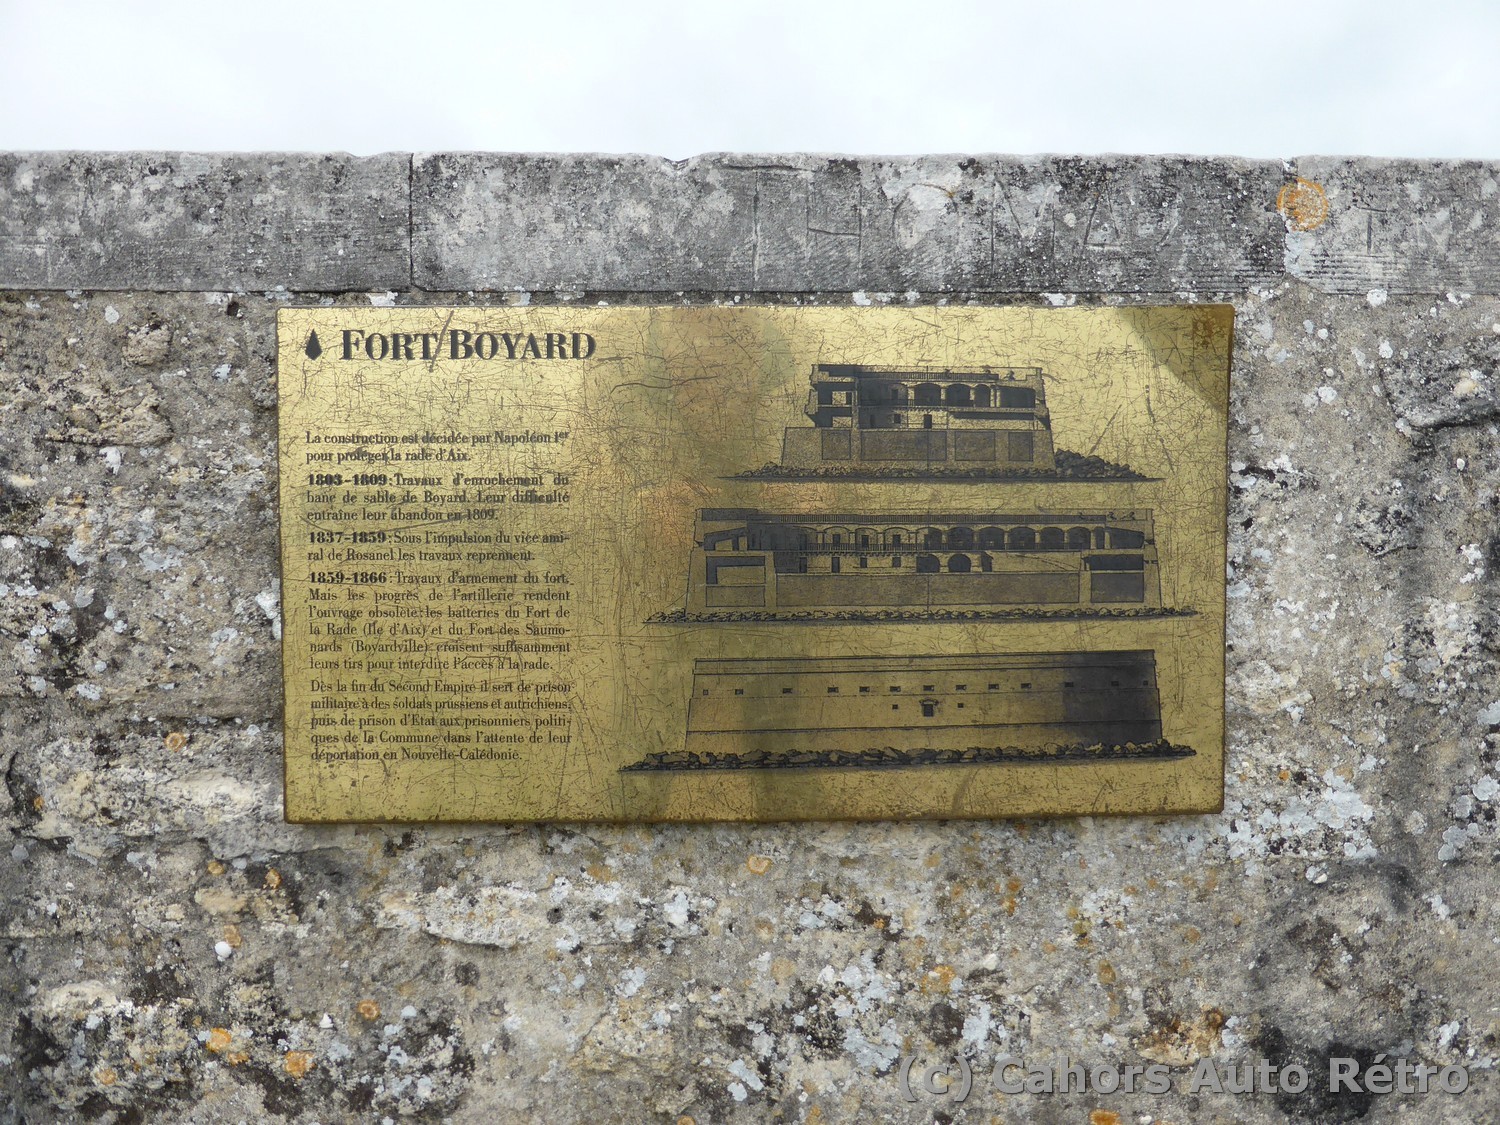 FORT BOYARD
La construction est décidée par Napoléon Ier
pour protéger la rade d'Aix.
1803-1809: Travaux d'enrochement du
banc de sable de Boyard. Leur difficulté
entraîne leur abandon en 1809.
1837-1859: Sous l'impulsion du vice ami-
ral de Rosanel les travaux reprennent.
1859-1866: Travaux d'armement du fort.
Mais les progrès de l'artillerie rendent
l'ouvrage obsolète: les batteries du Fort de
la Rade (Ile d'Aix) et du Fort des Saumo-
nards (Boyardville) croisent suffisamment
leurs tirs pour interdire l'accès à la rade.
Dès la fin du Second Empire il sert de prison
militaire à des soldats prussiens et autrichiens,
puis de prison d'Etat aux prisonniers politi-
ques de la Commune dans l'attente de leur
déportation en Nouvelle-Calédonie.
(c) Cahors Auto Rétro